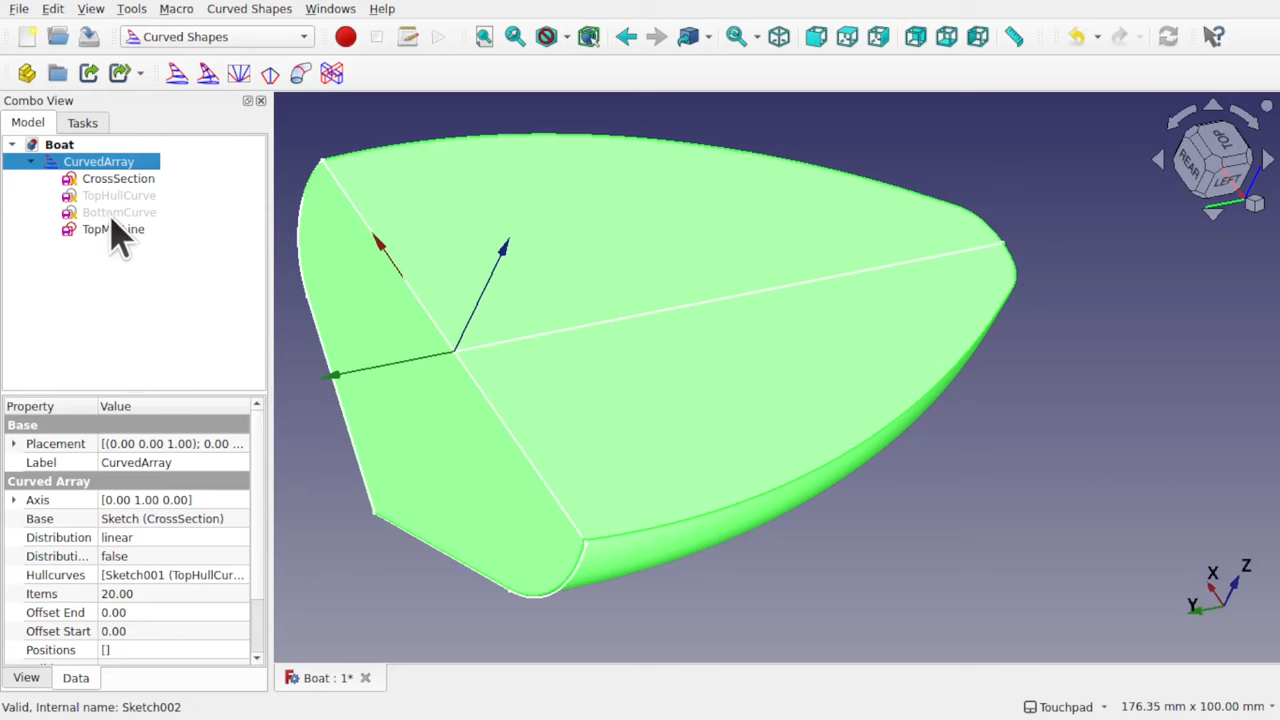 File Edit View Tools Macro Curved Shapes Windows Help
Curved Shapes
Combo View
Model Tasks
Boat
CurvedArray
CrossSection
TopHullCurve
BottomCurve
Property Value
Base
Placement [(0.00 0.00 1.00); 0.00 ...
Label CurvedArray
Curved Array
Axis [0.00 1.00 0.00]
Base Sketch (CrossSection)
Distribution linear
Distributi... false
Hullcurves [Sketch001 (TopHullCur...
Items 20.00
Offset End 0.00
Offset Start 0.00
Positions []
View Data
TOP
REAR
LEFT
X Z
Y
Boat : 1*
Valid, Internal name: Sketch002
Touchpad 176.35 mm x 100.00 mm